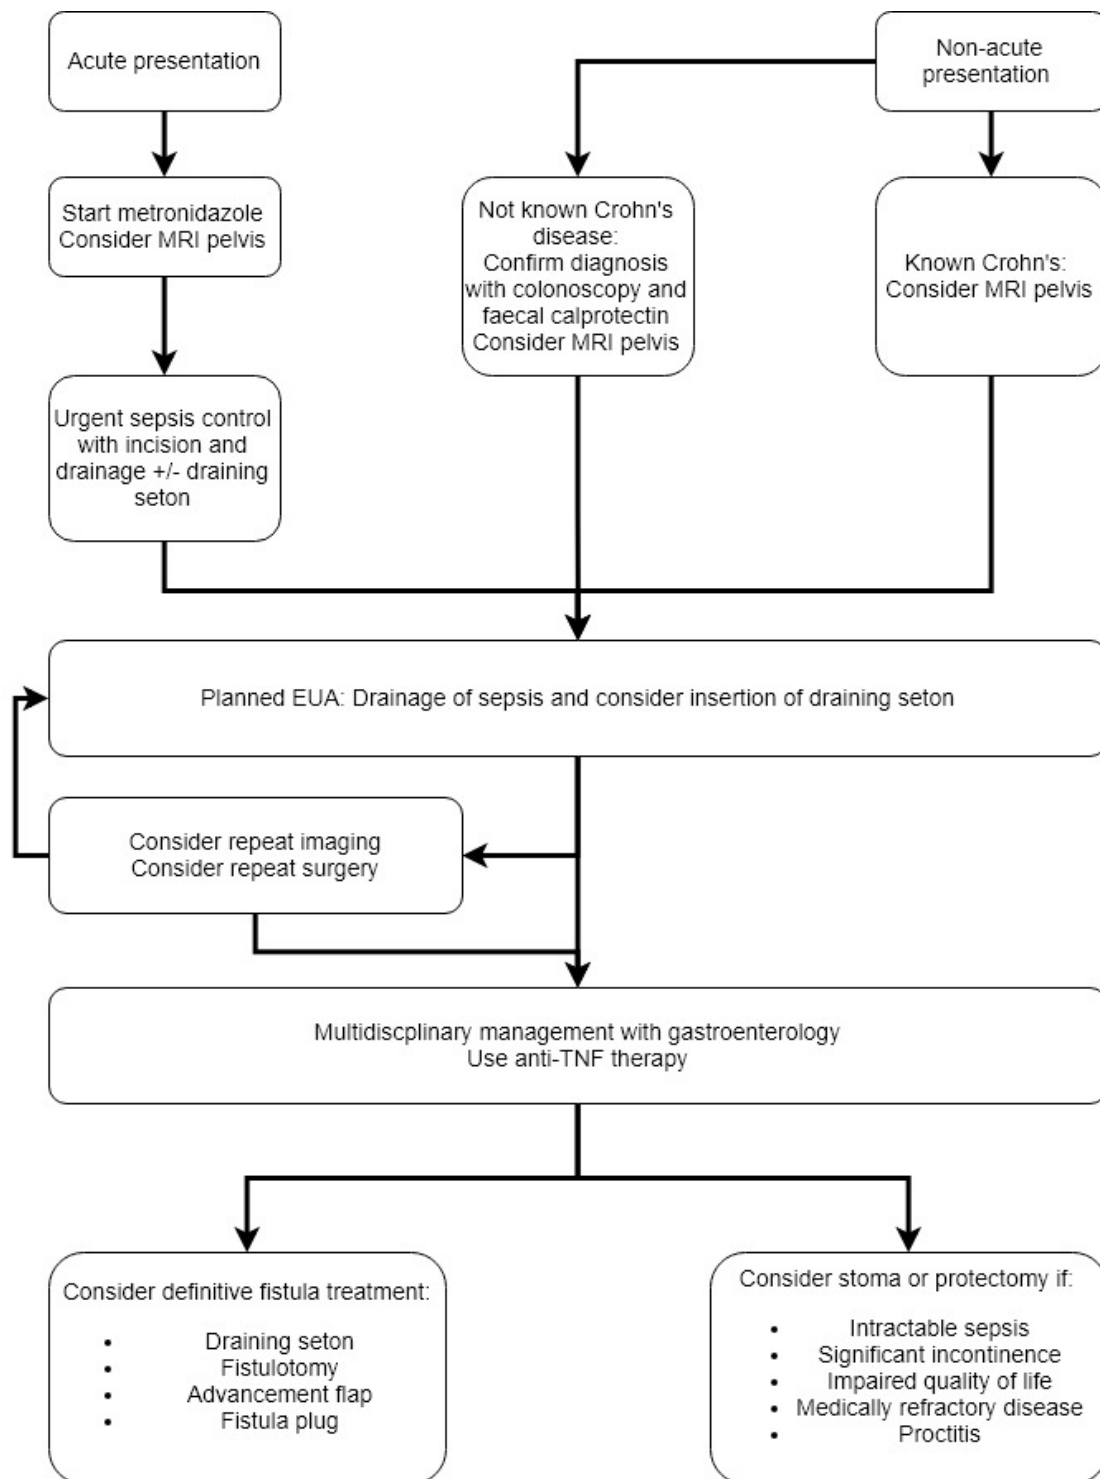 Acute presentation
Non-acute
presentation
Start metronidazole
Consider MRI pelvis
Not known Crohn's
disease:
Confirm diagnosis
with colonoscopy and
faecal calprotectin
Consider MRI pelvis
Known Crohn's:
Consider MRI pelvis
Urgent sepsis control
with incision and
drainage +/- draining
seton
Planned EUA: Drainage of sepsis and consider insertion of draining seton
Consider repeat imaging
Consider repeat surgery
Multidiscplinary management with gastroenterology
Use anti-TNF therapy
Consider definitive fistula treatment:
• Draining seton
• Fistulotomy
• Advancement flap
• Fistula plug
Consider stoma or protectomy if:
• Intractable sepsis
• Significant incontinence
• Impaired quality of life
• Medically refractory disease
• Proctitis